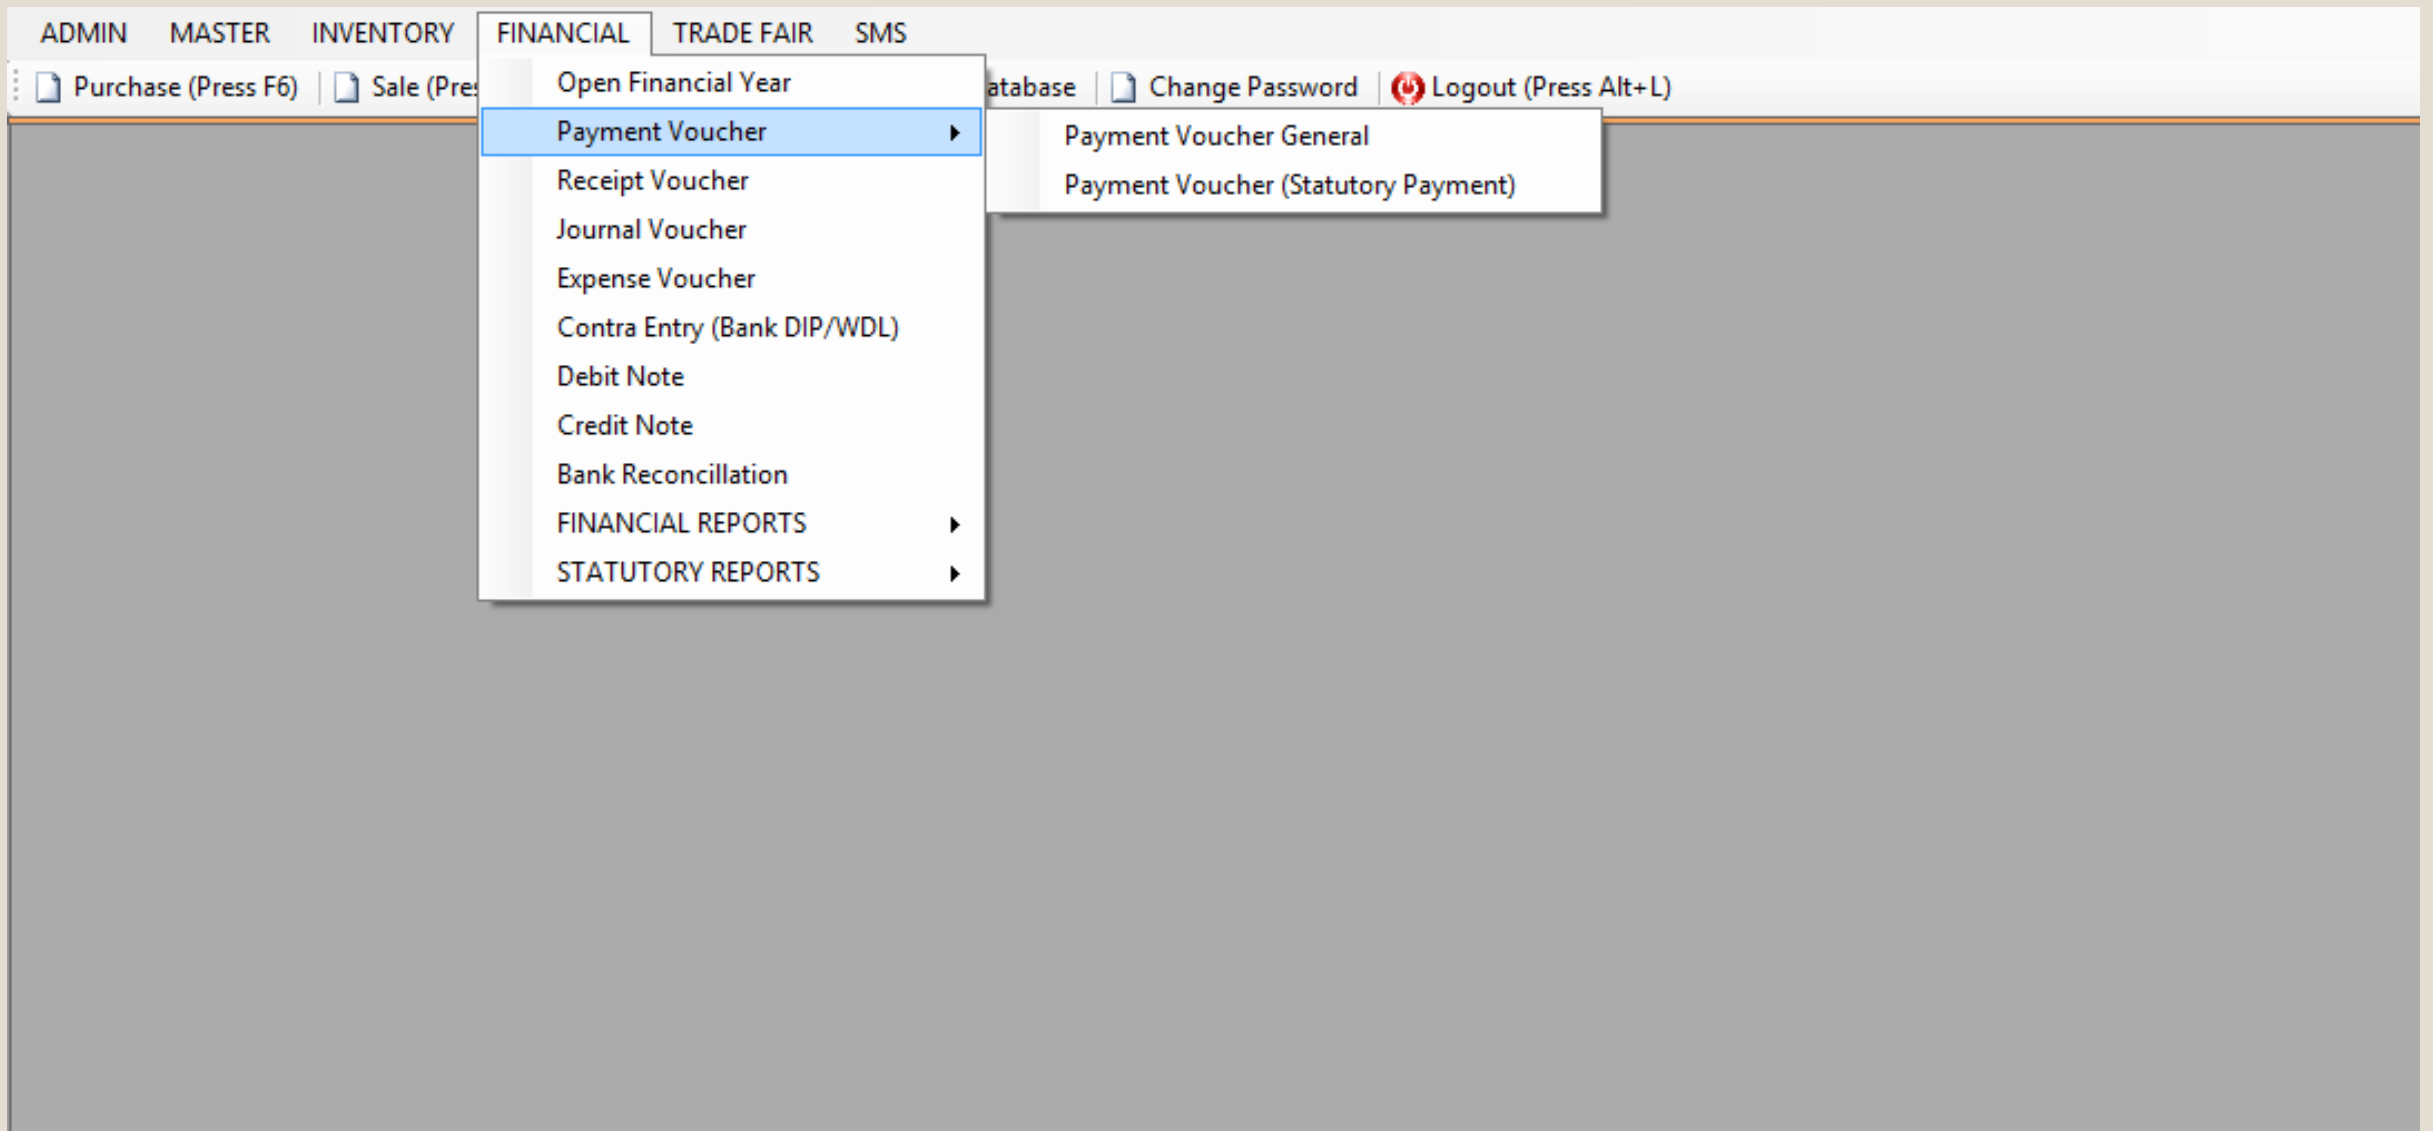 ADMIN MASTER INVENTORY FINANCIAL TRADE FAIR SMS
Purchase (Press F6) Sale (Pres atabase Change Password Logout (Press Alt+L)
Open Financial Year
Payment Voucher
Payment Voucher General
Payment Voucher (Statutory Payment)
Receipt Voucher
Journal Voucher
Expense Voucher
Contra Entry (Bank DIP/WDL)
Debit Note
Credit Note
Bank Reconcillation
FINANCIAL REPORTS
STATUTORY REPORTS